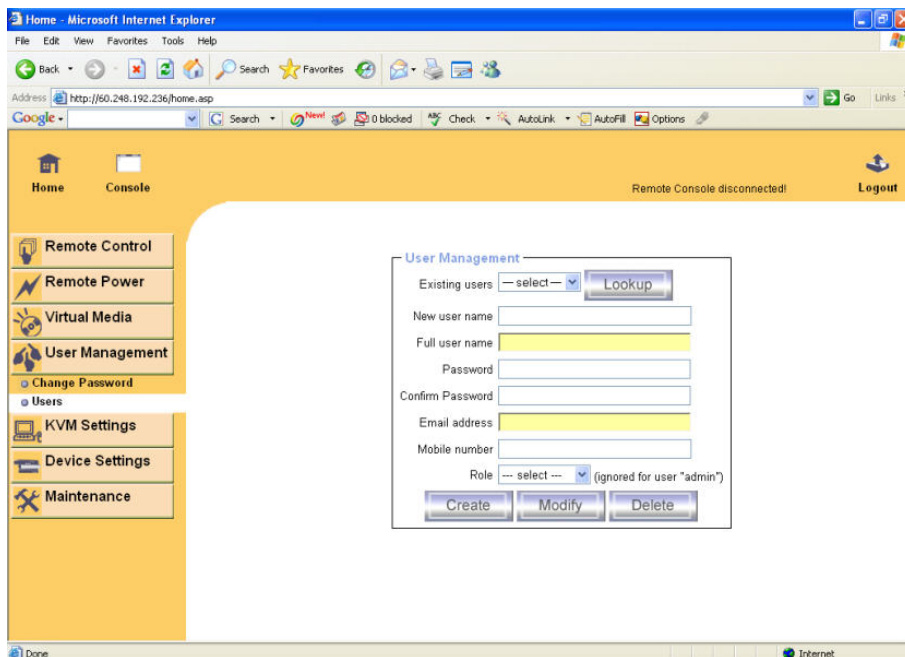 Home - Microsoft Internet Explorer
File Edit View Favorites Tools Help
Back Search Favorites
Address http://60.248.192.236/home.asp Go Links
Google Search New! 0 blocked ABC Check AutoLink AutoFill Options
Home Console Remote Console disconnected! Logout
Remote Control
Remote Power
Virtual Media
User Management
Change Password
Users
KVM Settings
Device Settings
Maintenance
User Management
Existing users — select — Lookup
New user name
Full user name
Password
Confirm Password
Email address
Mobile number
Role --- select --- (ignored for user "admin")
Create Modify Delete
Done Internet